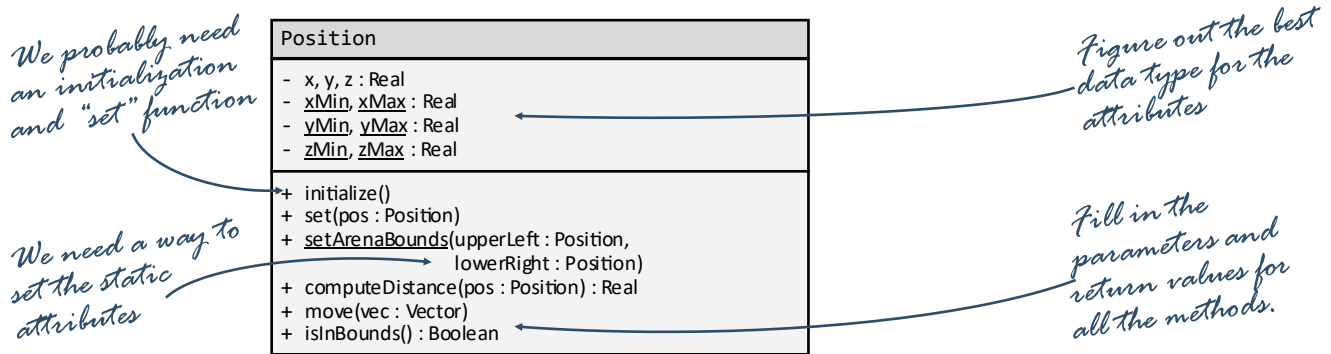 We probably need
an initialization
and “set” function
We need a way to
set the static
attributes
Position
- x, y, z : Real
- xMin, xMax : Real
- yMin, yMax : Real
- zMin, zMax : Real
+ initialize()
+ set(pos : Position)
+ setArenaBounds(upperLeft : Position,
lowerRight : Position)
+ computeDistance(pos : Position) : Real
+ move(vec : Vector)
+ isInBounds() : Boolean
Figure out the best
data type for the
attributes
Fill in the
parameters and
return values for
all the methods.